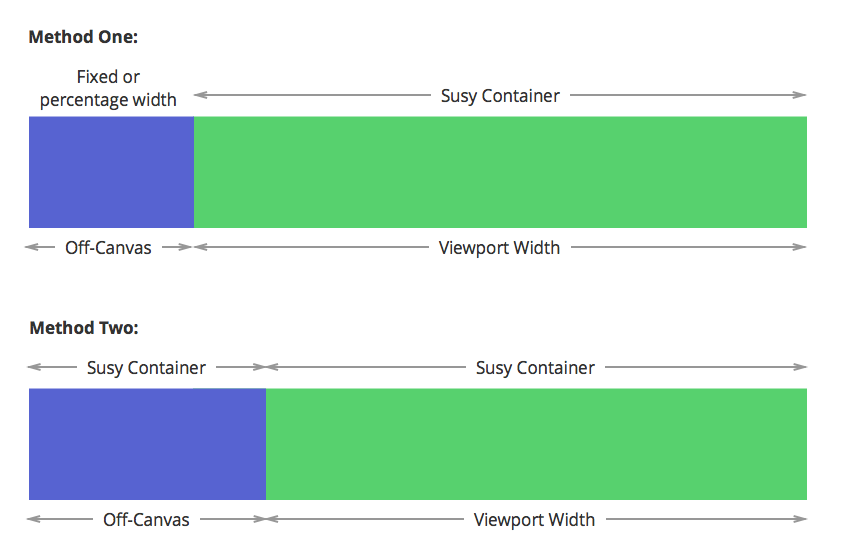 Method One:
Fixed or
percentage width
Susy Container
Off-Canvas
Viewport Width
Method Two:
Susy Container
Susy Container
Off-Canvas
Viewport Width